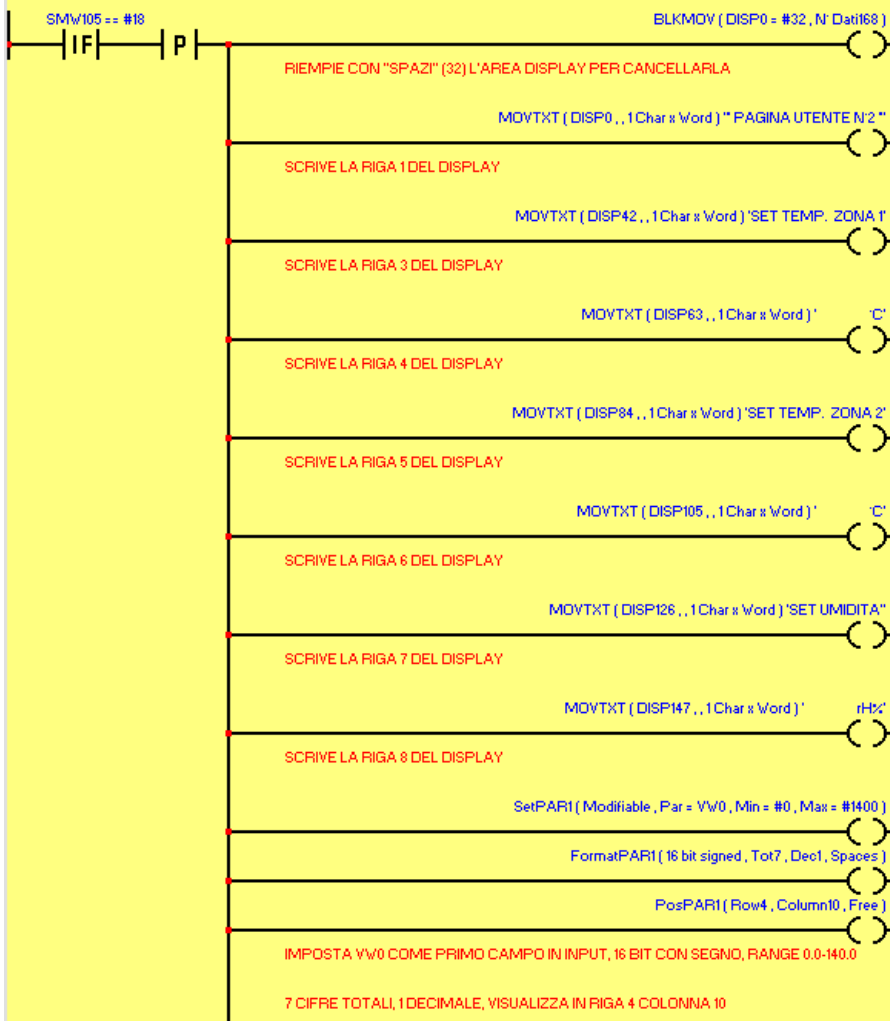 SMW105 == #18
IF
P
BLKMOV ( DISP0 = #32 , N° Dati168 )
RIEMPIE CON "SPAZI" (32) L'AREA DISPLAY PER CANCELLARLA
MOVTXT ( DISP0 , , 1 Char x Word ) '" PAGINA UTENTE N°2 "'
SCRIVE LA RIGA 1 DEL DISPLAY
MOVTXT ( DISP42 , , 1 Char x Word ) 'SET TEMP. ZONA 1'
SCRIVE LA RIGA 3 DEL DISPLAY
MOVTXT ( DISP63 , , 1 Char x Word ) ' °C'
SCRIVE LA RIGA 4 DEL DISPLAY
MOVTXT ( DISP84 , , 1 Char x Word ) 'SET TEMP. ZONA 2'
SCRIVE LA RIGA 5 DEL DISPLAY
MOVTXT ( DISP105 , , 1 Char x Word ) ' °C'
SCRIVE LA RIGA 6 DEL DISPLAY
MOVTXT ( DISP126 , , 1 Char x Word ) 'SET UMIDITA''
SCRIVE LA RIGA 7 DEL DISPLAY
MOVTXT ( DISP147 , , 1 Char x Word ) ' rH%'
SCRIVE LA RIGA 8 DEL DISPLAY
SetPAR1 ( Modifiable , Par = VW0 , Min = #0 , Max = #1400 )
FormatPAR1 ( 16 bit signed , Tot7 , Dec1 , Spaces )
PosPAR1 ( Row4 , Column10 , Free )
IMPOSTA VW0 COME PRIMO CAMPO IN INPUT, 16 BIT CON SEGNO, RANGE 0.0-140.0
7 CIFRE TOTALI, 1 DECIMALE, VISUALIZZA IN RIGA 4 COLONNA 10